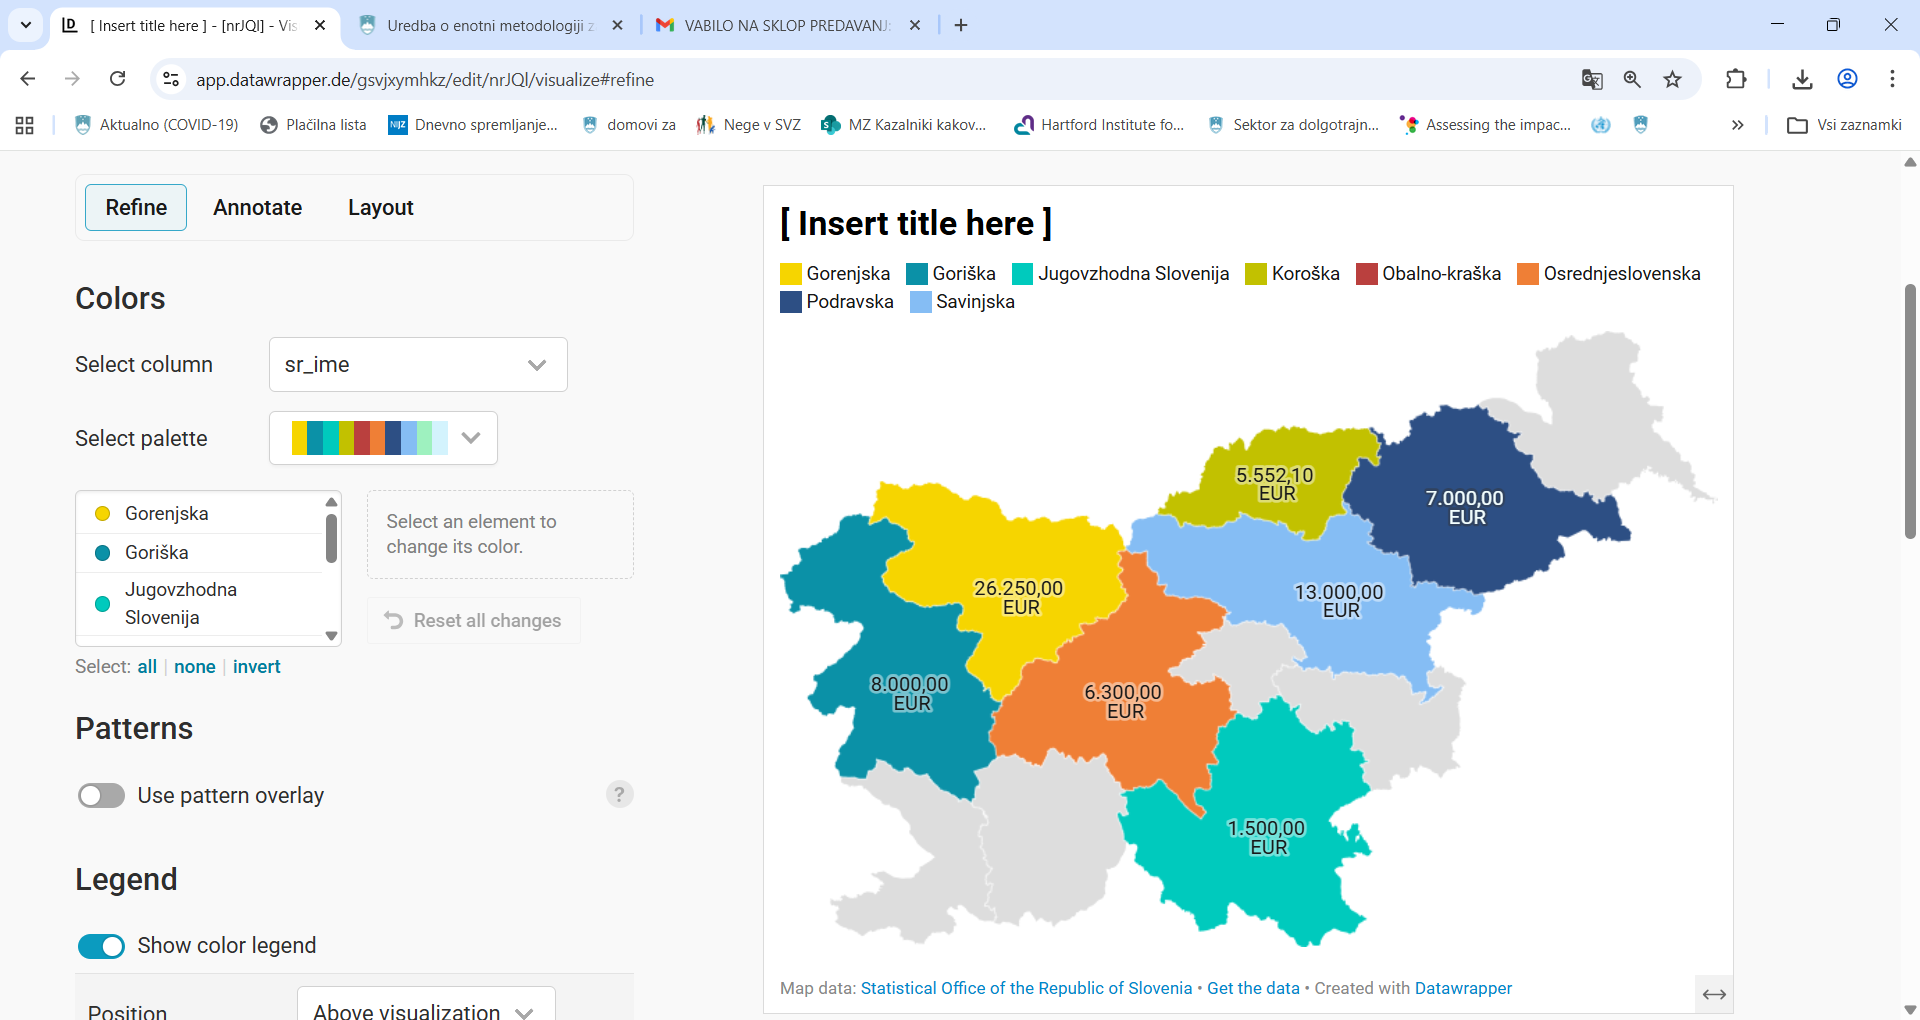 [ Insert title here ] - [nrJQl] - Vis
Uredba o enotni metodologiji z
VABILO NA SKLOP PREDAVANJ:
app.datawrapper.de/gsvjxymhkz/edit/nrJQl/visualize#refine
Aktualno (COVID-19)
Plačilna lista
NIJZ
Dnevno spremljanje...
domovi za
Nege v SVZ
MZ Kazalniki kakov...
Hartford Institute fo...
Sektor za dolgotrajn...
Assessing the impac...
Vsi zaznamki
Refine
Annotate
Layout
Colors
Select column
sr_ime
Select palette
Gorenjska
Goriška
Jugovzhodna
Slovenija
Select an element to
change its color.
Reset all changes
Select: all | none | invert
Patterns
Use pattern overlay
?
Legend
Show color legend
Position
Above visualization
[ Insert title here ]
Gorenjska Goriška Jugovzhodna Slovenija Koroška Obalno-kraška Osrednjeslovenska
Podravska Savinjska
5.552,10
EUR
7.000,00
EUR
26.250,00
EUR
13.000,00
EUR
8.000,00
EUR
6.300,00
EUR
1.500,00
EUR
Map data: Statistical Office of the Republic of Slovenia • Get the data • Created with Datawrapper